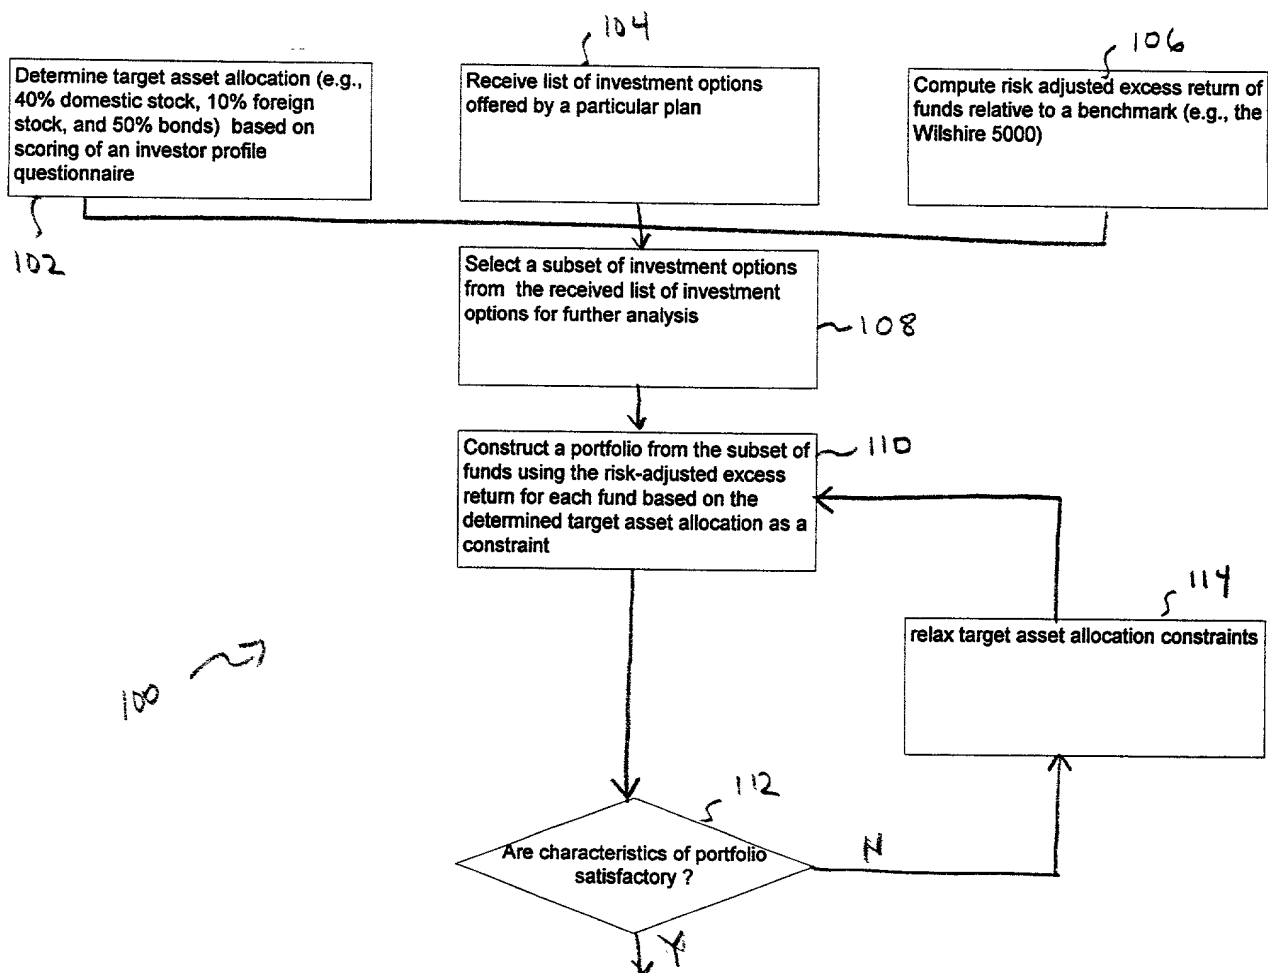 104
106
Determine target asset allocation (e.g.,
40% domestic stock, 10% foreign
stock, and 50% bonds) based on
scoring of an investor profile
questionnaire
Receive list of investment options
offered by a particular plan
Compute risk adjusted excess return of
funds relative to a benchmark (e.g., the
Wilshire 5000)
102
Select a subset of investment options
from the received list of investment
options for further analysis
108
Construct a portfolio from the subset of
funds using the risk-adjusted excess
return for each fund based on the
determined target asset allocation as a
constraint
110
114
relax target asset allocation constraints
100
112
Are characteristics of portfolio
satisfactory ?
N
Y